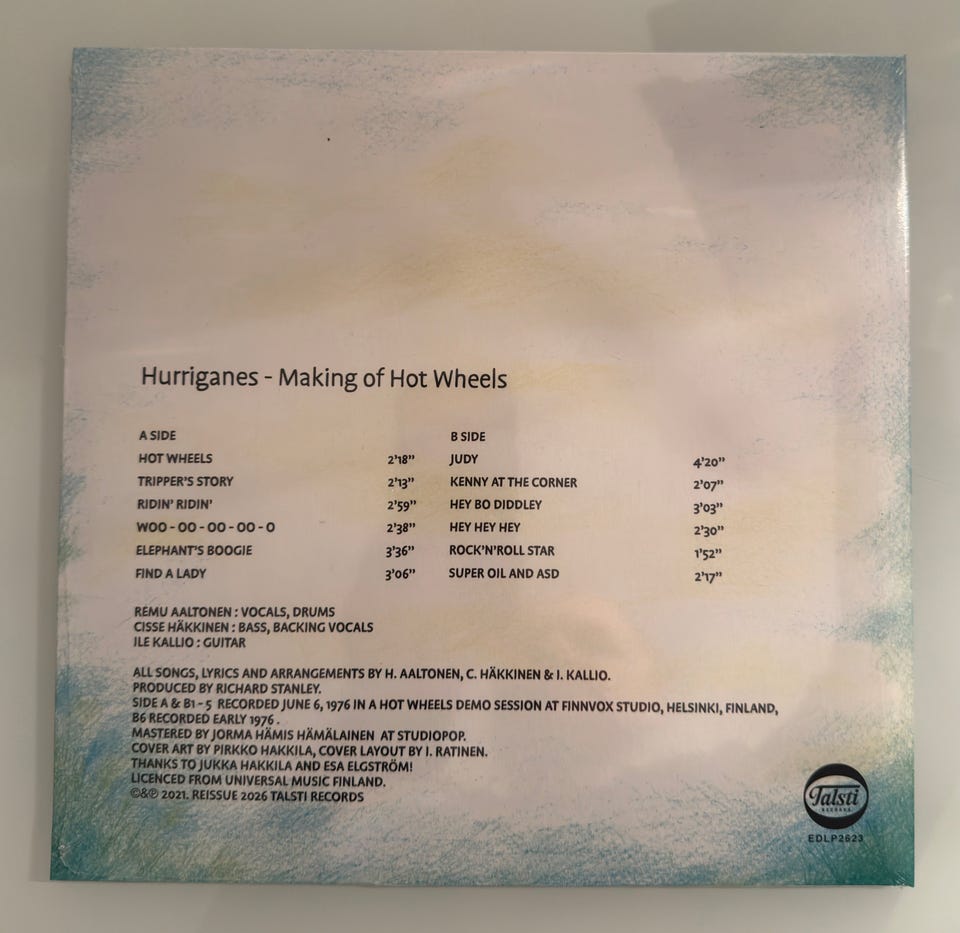 Hurriganes - Making of Hot Wheels
A SIDE
HOT WHEELS 2'18"
TRIPPER'S STORY 2'13"
RIDIN' RIDIN' 2'59"
WOO - OO - OO - OO - O 2'38"
ELEPHANT'S BOOGIE 3'36"
FIND A LADY 3'06"
B SIDE
JUDY 4'20"
KENNY AT THE CORNER 2'07"
HEY BO DIDDLEY 3'03"
HEY HEY HEY 2'30"
ROCK'N'ROLL STAR 1'52"
SUPER OIL AND ASD 2'17"
REMU AALTONEN : VOCALS, DRUMS
CISSE HÄKKINEN : BASS, BACKING VOCALS
ILE KALLIO : GUITAR
ALL SONGS, LYRICS AND ARRANGEMENTS BY H. AALTONEN, C. HÄKKINEN & I. KALLIO.
PRODUCED BY RICHARD STANLEY.
SIDE A & B1 - 5 RECORDED JUNE 6, 1976 IN A HOT WHEELS DEMO SESSION AT FINNVOX STUDIO, HELSINKI, FINLAND,
B6 RECORDED EARLY 1976 .
MASTERED BY JORMA HÄMIS HÄMÄLAINEN AT STUDIOPOP.
COVER ART BY PIRKKO HAKKILA, COVER LAYOUT BY I. RATINEN.
THANKS TO JUKKA HAKKILA AND ESA ELGSTRÖM!
LICENCED FROM UNIVERSAL MUSIC FINLAND.
©&℗ 2021. REISSUE 2026 TALSTI RECORDS
Talsti
RECORDS
EDLP2623